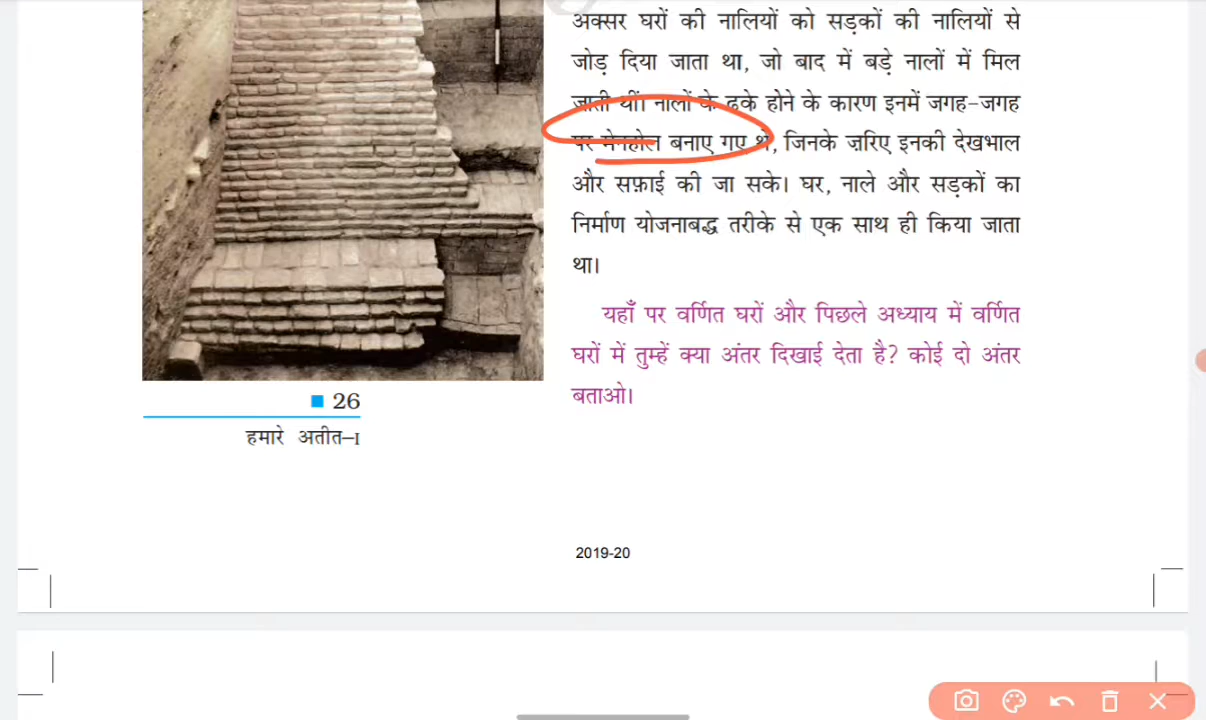 अक्सर घरों की नालियों को सड़कों की नालियों से
जोड़ दिया जाता था, जो बाद में बड़े नालों में मिल
जाती थीं। नालों के ढके होने के कारण इनमें जगह-जगह
पर मेनहोल बनाए गए थे, जिनके ज़रिए इनकी देखभाल
और सफ़ाई की जा सके। घर, नाले और सड़कों का
निर्माण योजनाबद्ध तरीके से एक साथ ही किया जाता
था।
यहाँ पर वर्णित घरों और पिछले अध्याय में वर्णित
घरों में तुम्हें क्या अंतर दिखाई देता है? कोई दो अंतर
बताओ।
26
हमारे अतीत–I
2019-20